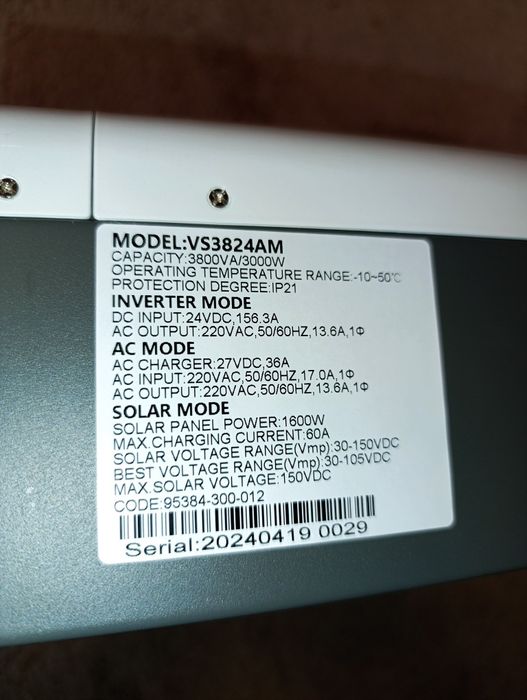 MODEL:VS3824AM
CAPACITY:3800VA/3000W
OPERATING TEMPERATURE RANGE:-10~50℃
PROTECTION DEGREE:IP21
INVERTER MODE
DC INPUT:24VDC,156.3A
AC OUTPUT:220VAC,50/60HZ,13.6A,1Φ
AC MODE
AC CHARGER:27VDC,36A
AC INPUT:220VAC,50/60HZ,17.0A,1Φ
AC OUTPUT:220VAC,50/60HZ,13.6A,1Φ
SOLAR MODE
SOLAR PANEL POWER:1600W
MAX.CHARGING CURRENT:60A
SOLAR VOLTAGE RANGE(Vmp):30-150VDC
BEST VOLTAGE RANGE(Vmp):30-105VDC
MAX.SOLAR VOLTAGE:150VDC
CODE:95384-300-012
Serial:20240419 0029